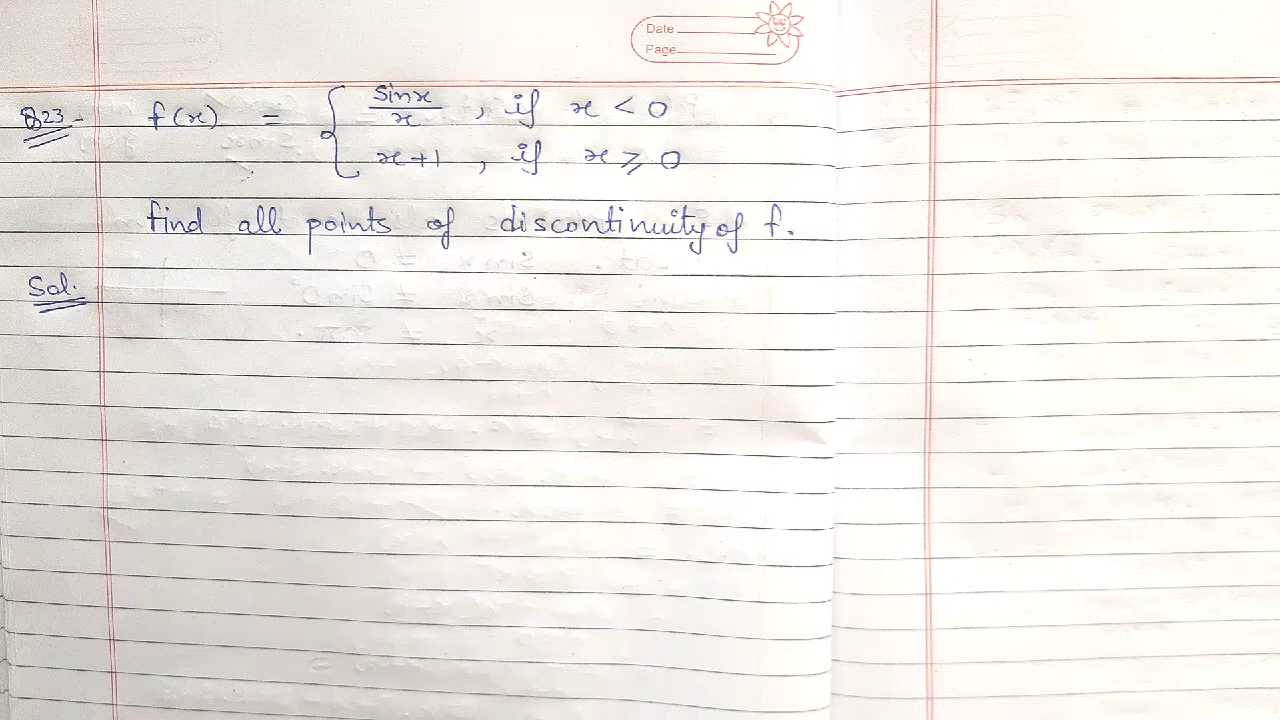 Date
Page
Q23- f(x) = { sinx/x , if x < 0
x+1 , if x ≥ 0
find all points of discontinuity of f.
Sol.